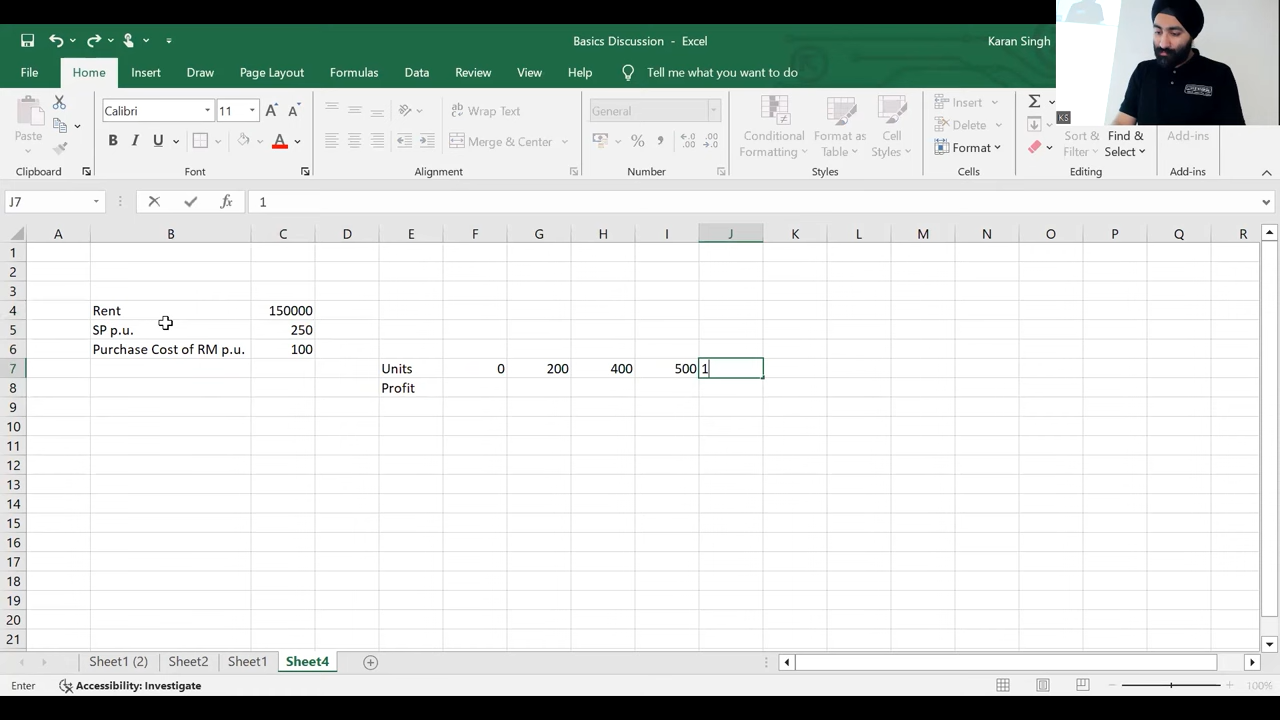 Basics Discussion - Excel
Karan Singh
File Home Insert Draw Page Layout Formulas Data Review View Help Tell me what you want to do
Paste
Clipboard
Calibri 11
B I U A
Font
Wrap Text
Merge & Center
Alignment
General
% ,
Number
Conditional Formatting
Format as Table
Cell Styles
Styles
Insert
Delete
Format
Cells
Sort & Filter
Find & Select
Editing
Add-ins
Add-ins
KS
J7 fx 1
A B C D E F G H I J K L M N O P Q R
1
2
3
4 Rent 150000
5 SP p.u. 250
6 Purchase Cost of RM p.u. 100
7 Units 0 200 400 500 1
8 Profit
9
10
11
12
13
14
15
16
17
18
19
20
21
Sheet1 (2) Sheet2 Sheet1 Sheet4
Enter Accessibility: Investigate 100%